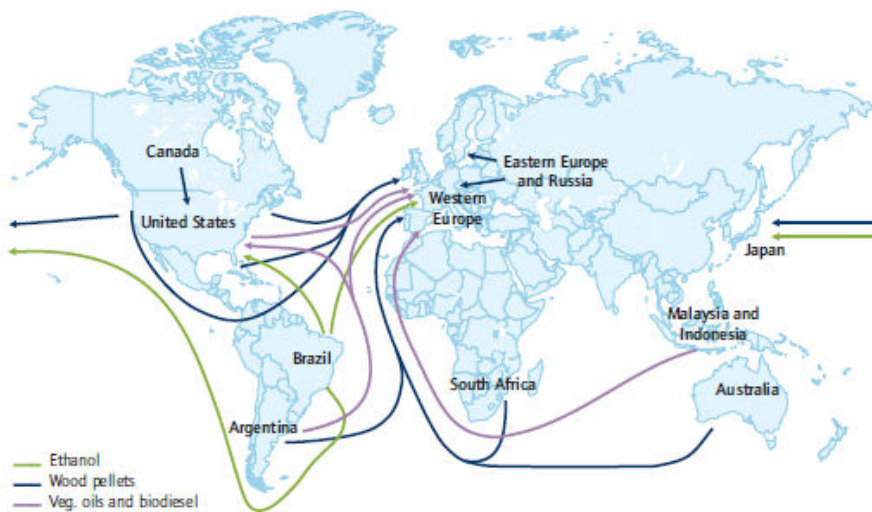 Canada
United States
Eastern Europe
and Russia
Western
Europe
Japan
Malaysia and
Indonesia
Brazil
South Africa
Australia
Argentina
Ethanol
Wood pellets
Veg. oils and biodiesel